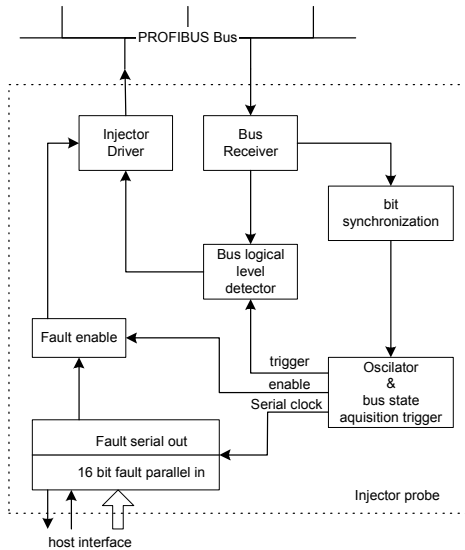 PROFIBUS Bus
Injector
Driver
Bus
Receiver
bit
synchronization
Bus logical
level
detector
Fault enable
trigger
enable
Serial clock
Oscilator
&
bus state
aquisition trigger
Fault serial out
16 bit fault parallel in
Injector probe
host interface